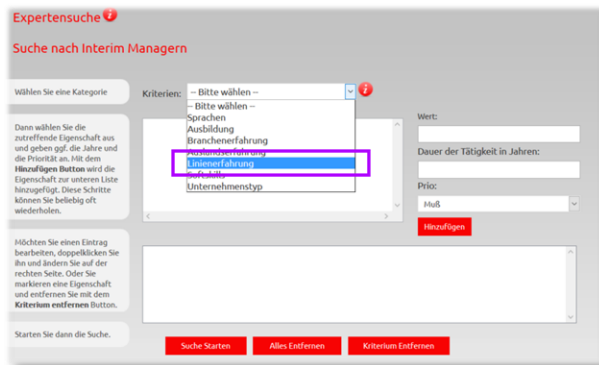 Expertensuche
Suche nach Interim Managern
Wählen Sie eine Kategorie
Kriterien:
-- Bitte wählen --
-- Bitte wählen --
Sprachen
Ausbildung
Branchenerfahrung
Auslandserfahrung
Linienerfahrung
Softskills
Unternehmenstyp
Dann wählen Sie die
zutreffende Eigenschaft aus
und geben ggf. die Jahre und
die Priorität an. Mit dem
Hinzufügen Button wird die
Eigenschaft zur unteren Liste
hinzugefügt. Diese Schritte
können Sie beliebig oft
wiederholen.
Wert:
Dauer der Tätigkeit in Jahren:
Prio:
Muß
Hinzufügen
Möchten Sie einen Eintrag
bearbeiten, doppelklicken Sie
ihn und ändern Sie auf der
rechten Seite. Oder Sie
markieren eine Eigenschaft
und entfernen Sie mit dem
Kriterium entfernen Button.
Starten Sie dann die Suche.
Suche Starten
Alles Entfernen
Kriterium Entfernen